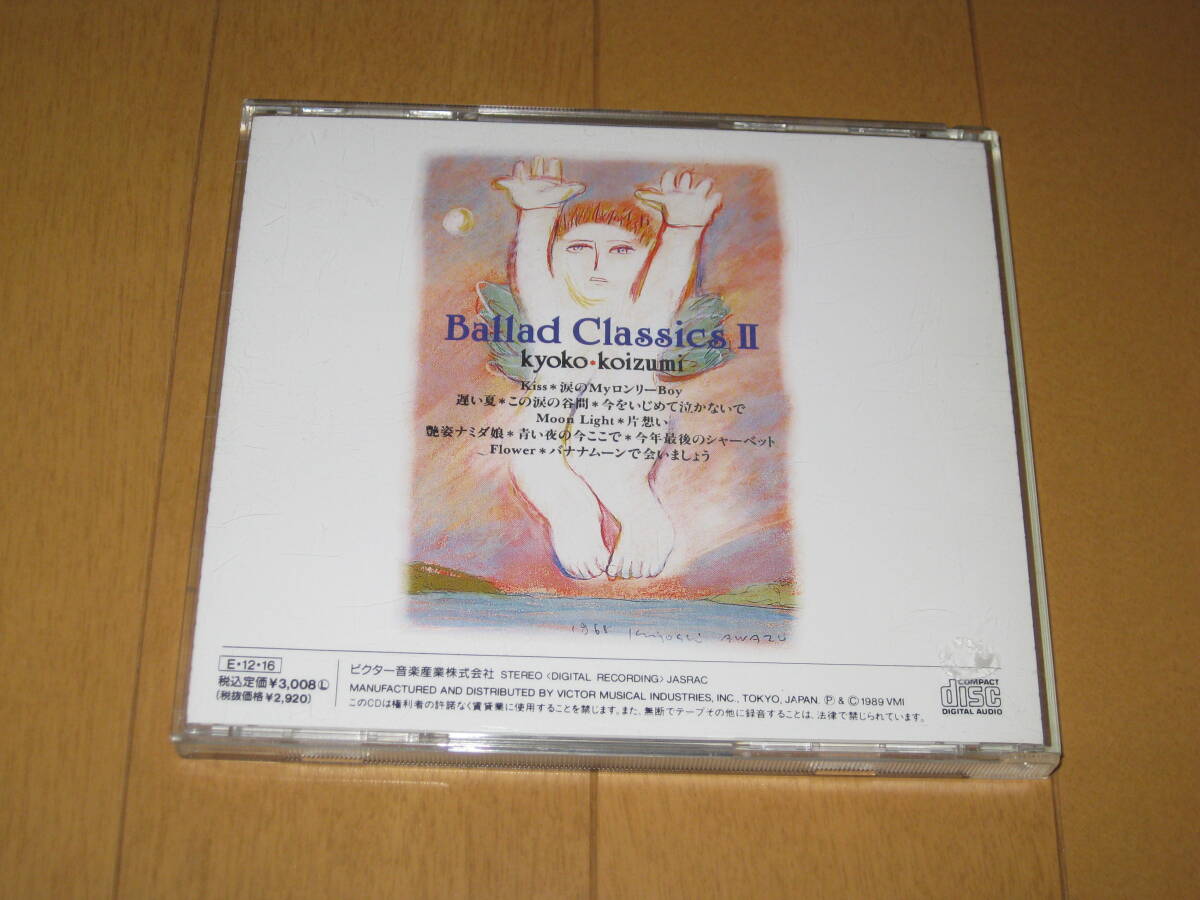 Ballad Classics II
kyoko・koizumi
Kiss＊涙のMyロンリーBoy
遅い夏＊この涙の谷間＊今をいじめて泣かないで
Moon Light＊片想い
艶姿ナミダ娘＊青い夜の今ここで＊今年最後のシャーベット
Flower＊バナナムーンで会いましょう
1968 Kiyoshi AWAZU
E・12・16
税込定価¥3,008Ⓛ
(税抜価格¥2,920)
ビクター音楽産業株式会社 STEREO〈DIGITAL RECORDING〉JASRAC
MANUFACTURED AND DISTRIBUTED BY VICTOR MUSICAL INDUSTRIES, INC., TOKYO, JAPAN. Ⓟ & Ⓒ 1989 VMI
このCDは権利者の許諾なく賃貸業に使用することを禁じます。また、無断でテープその他に録音することは、法律で禁じられています。
COMPACT
disc
DIGITAL AUDIO